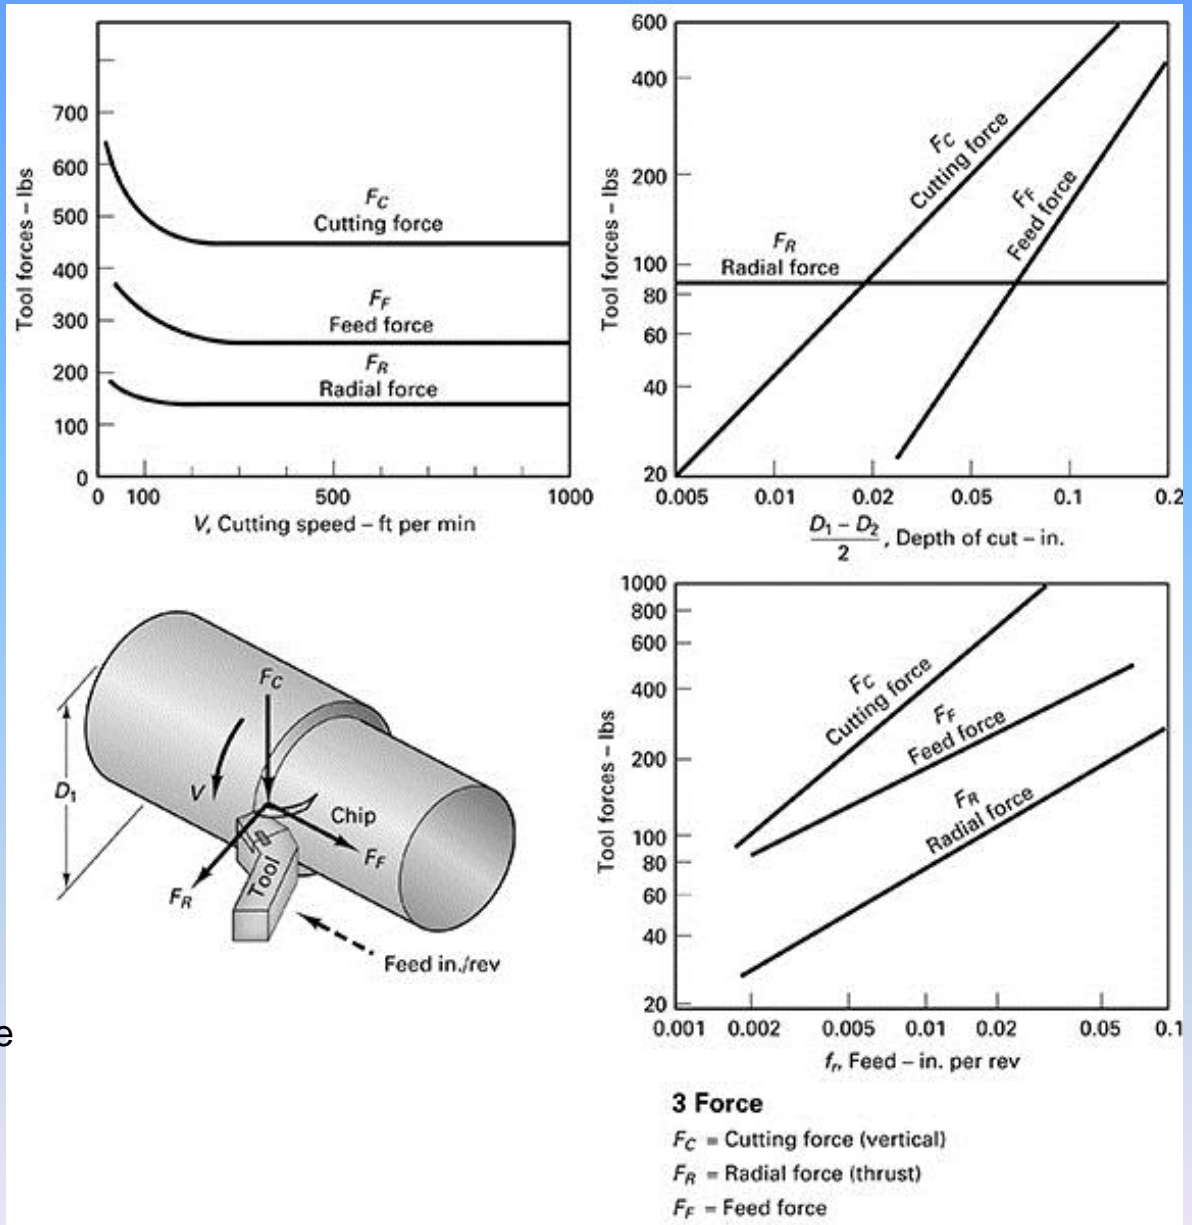 700
600
500
400
300
200
100
0
Tool forces – lbs
F_C
Cutting force
F_F
Feed force
F_R
Radial force
0 100 500 1000
V, Cutting speed – ft per min
600
400
200
100
80
60
40
20
Tool forces – lbs
F_C
Cutting force
F_F
Feed force
F_R
Radial force
0.005 0.01 0.02 0.05 0.1 0.2
D₁ – D₂
2
, Depth of cut – in.
F_C
V
D₁
Chip
F_F
F_R
Tool
Feed in./rev
e
1000
800
600
400
200
100
80
60
40
20
Tool forces – lbs
F_C
Cutting force
F_F
Feed force
F_R
Radial force
0.001 0.002 0.005 0.01 0.02 0.05 0.1
f_r, Feed – in. per rev
3 Force
F_C = Cutting force (vertical)
F_R = Radial force (thrust)
F_F = Feed force